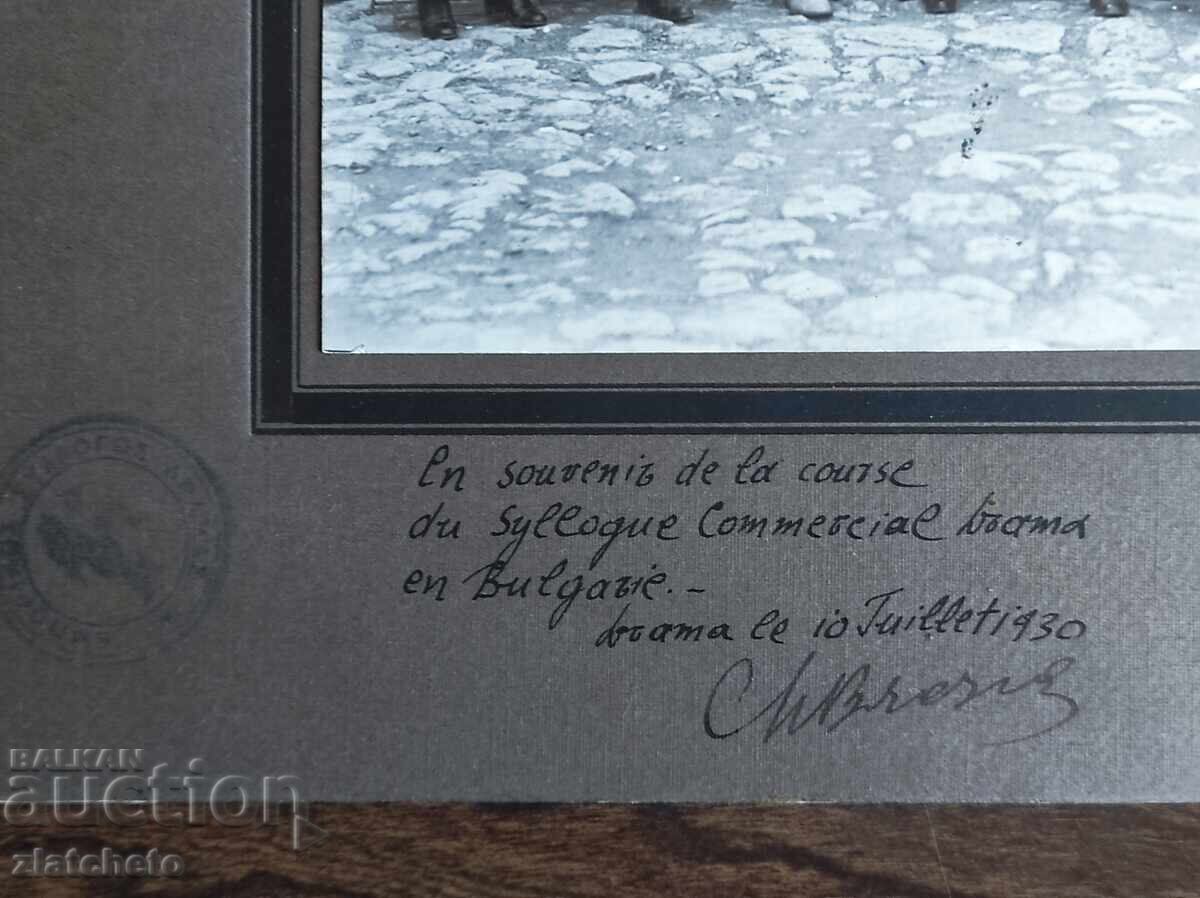 En souvenir de la course
du Syllogue Commercial Drama
en Bulgarie. -
Drama le 10 Juillet 1930
BALKAN
auction
zlatcheto